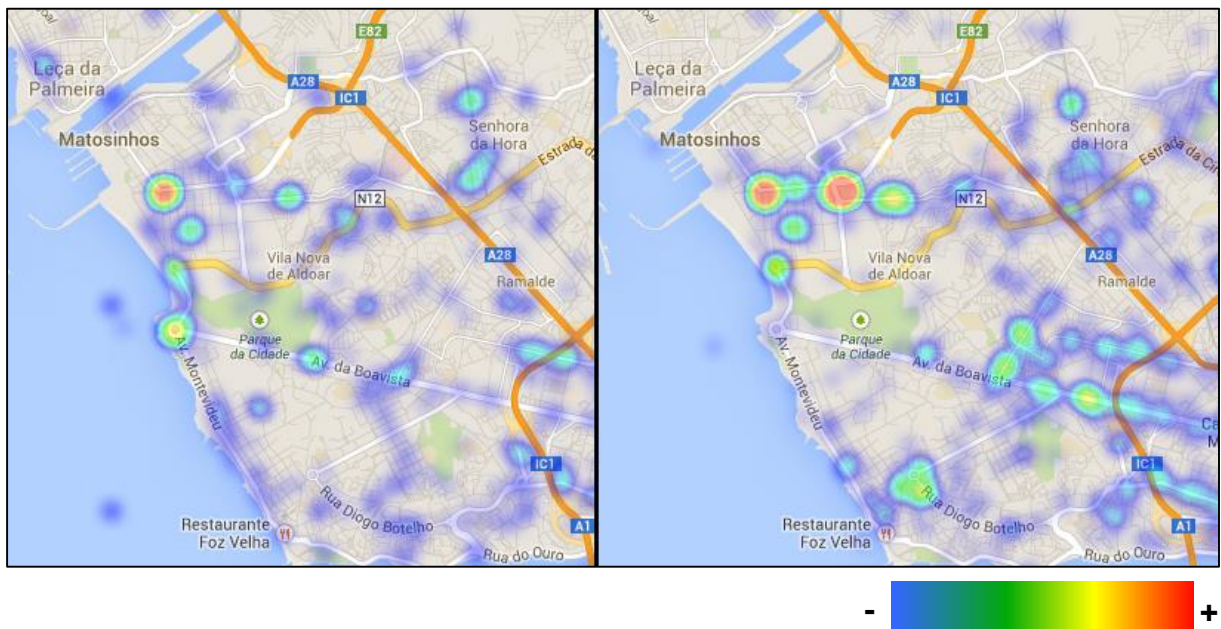 E82
Leça da
Palmeira
A28
IC1
Matosinhos
Senhora
da Hora
Estrada da
N12
Vila Nova
de Aldoar
A28
Ramalde
Parque
da Cidade
Av. da Boavista
Av. Montevideu
IC1
Rua Diogo Botelho
Restaurante
Foz Velha
A1
Rua do Ouro
E82
Leça da
Palmeira
A28
IC1
Matosinhos
Senhora
da Hora
Estrada da Cir
N12
Vila Nova
de Aldoar
A28
Ramalde
Parque
da Cidade
Av. da Boavista
Av. Montevideu
Ca
M
IC1
Rua Diogo Botelho
Restaurante
Foz Velha
A1
Rua do Ouro
- +